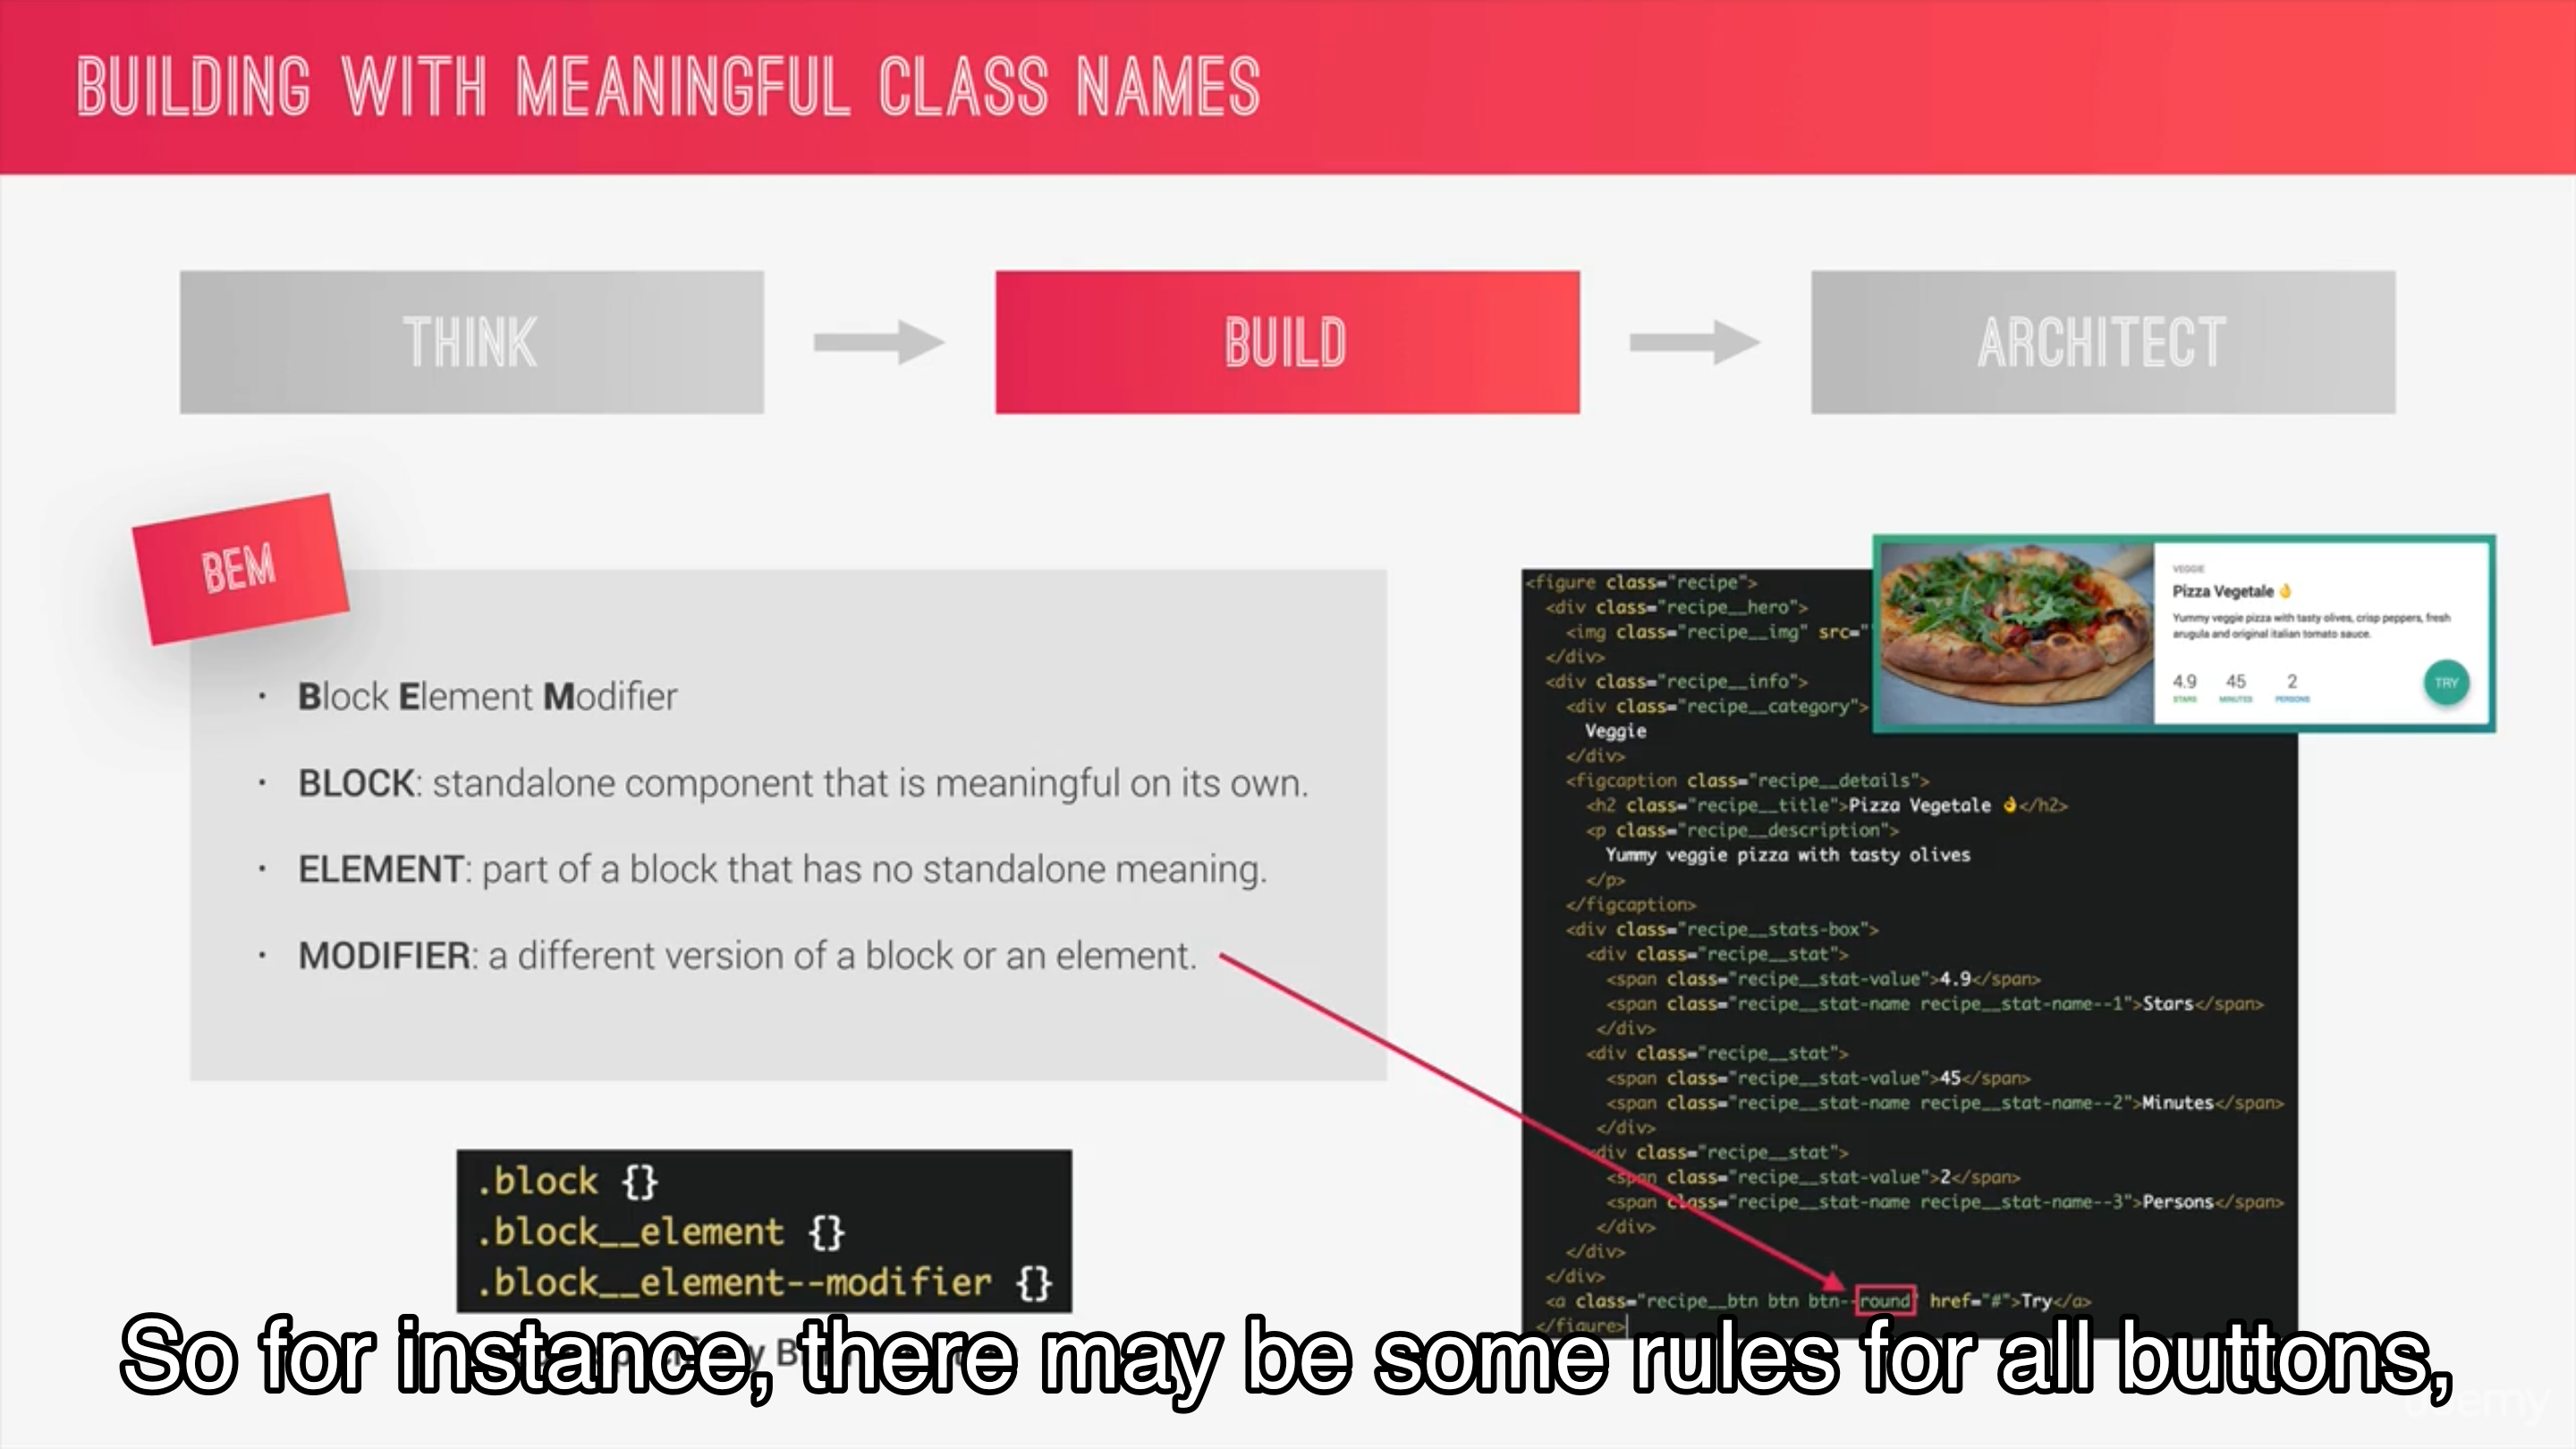 BUILDING WITH MEANINGFUL CLASS NAMES
THINK
BUILD
ARCHITECT
BEM
• Block Element Modifier
• BLOCK: standalone component that is meaningful on its own.
• ELEMENT: part of a block that has no standalone meaning.
• MODIFIER: a different version of a block or an element.
.block {}
.block__element {}
.block__element--modifier {}
<figure class="recipe">
<div class="recipe__hero">
<img class="recipe__img" src="
</div>
<div class="recipe__info">
<div class="recipe__category">
Veggie
</div>
<figcaption class="recipe__details">
<h2 class="recipe__title">Pizza Vegetale 👌</h2>
<p class="recipe__description">
Yummy veggie pizza with tasty olives
</p>
</figcaption>
<div class="recipe__stats-box">
<div class="recipe__stat">
<span class="recipe__stat-value">4.9</span>
<span class="recipe__stat-name recipe__stat-name--1">Stars</span>
</div>
<div class="recipe__stat">
<span class="recipe__stat-value">45</span>
<span class="recipe__stat-name recipe__stat-name--2">Minutes</span>
</div>
<div class="recipe__stat">
<span class="recipe__stat-value">2</span>
<span class="recipe__stat-name recipe__stat-name--3">Persons</span>
</div>
</div>
</div>
<a class="recipe__btn btn btn--round" href="#">Try</a>
</figure>
VEGGIE
Pizza Vegetale 👌
Yummy veggie pizza with tasty olives, crisp peppers, fresh
arugula and original italian tomato sauce.
4.9 45 2
STARS MINUTES PERSONS
TRY
So for instance, there may be some rules for all buttons,
udemy